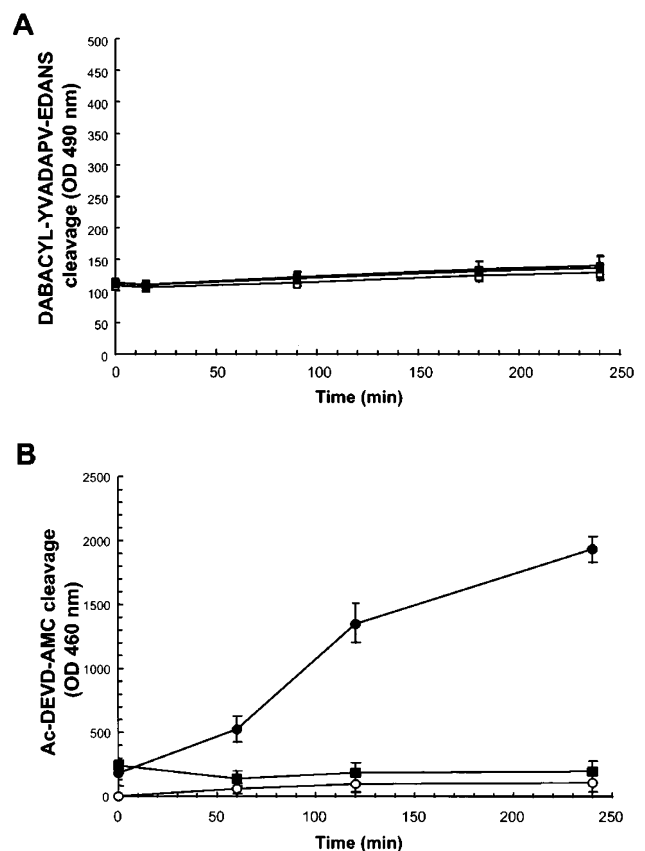 A
DABACYL-YVADAPV-EDANS
cleavage (OD 490 nm)
500
450
400
350
300
250
200
150
100
50
0
0 50 100 150 200 250
Time (min)
B
Ac-DEVD-AMC cleavage
(OD 460 nm)
2500
2000
1500
1000
500
0
0 50 100 150 200 250
Time (min)